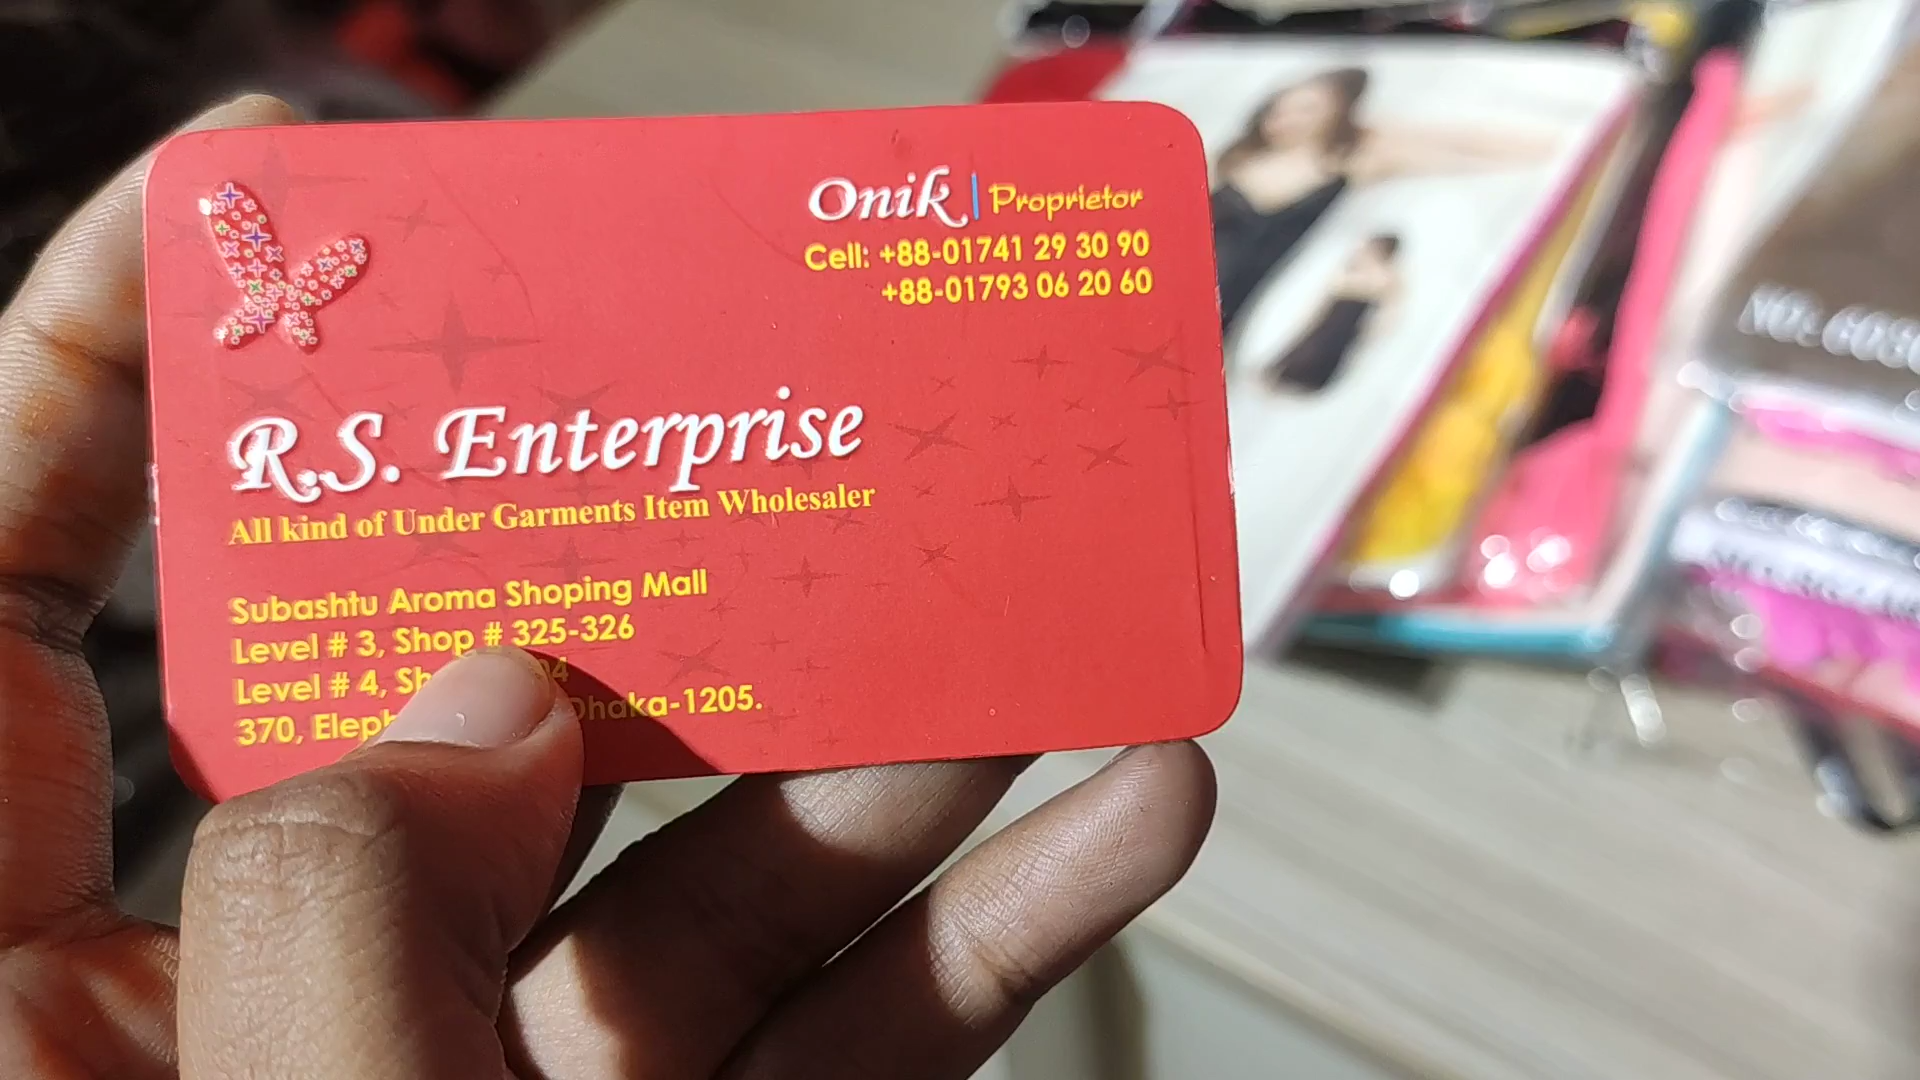 Onik | Proprietor
Cell: +88-01741 29 30 90
+88-01793 06 20 60
R.S. Enterprise
All kind of Under Garments Item Wholesaler
Subashtu Aroma Shoping Mall
Level # 3, Shop # 325-326
Level # 4,
370, Dhaka-1205.